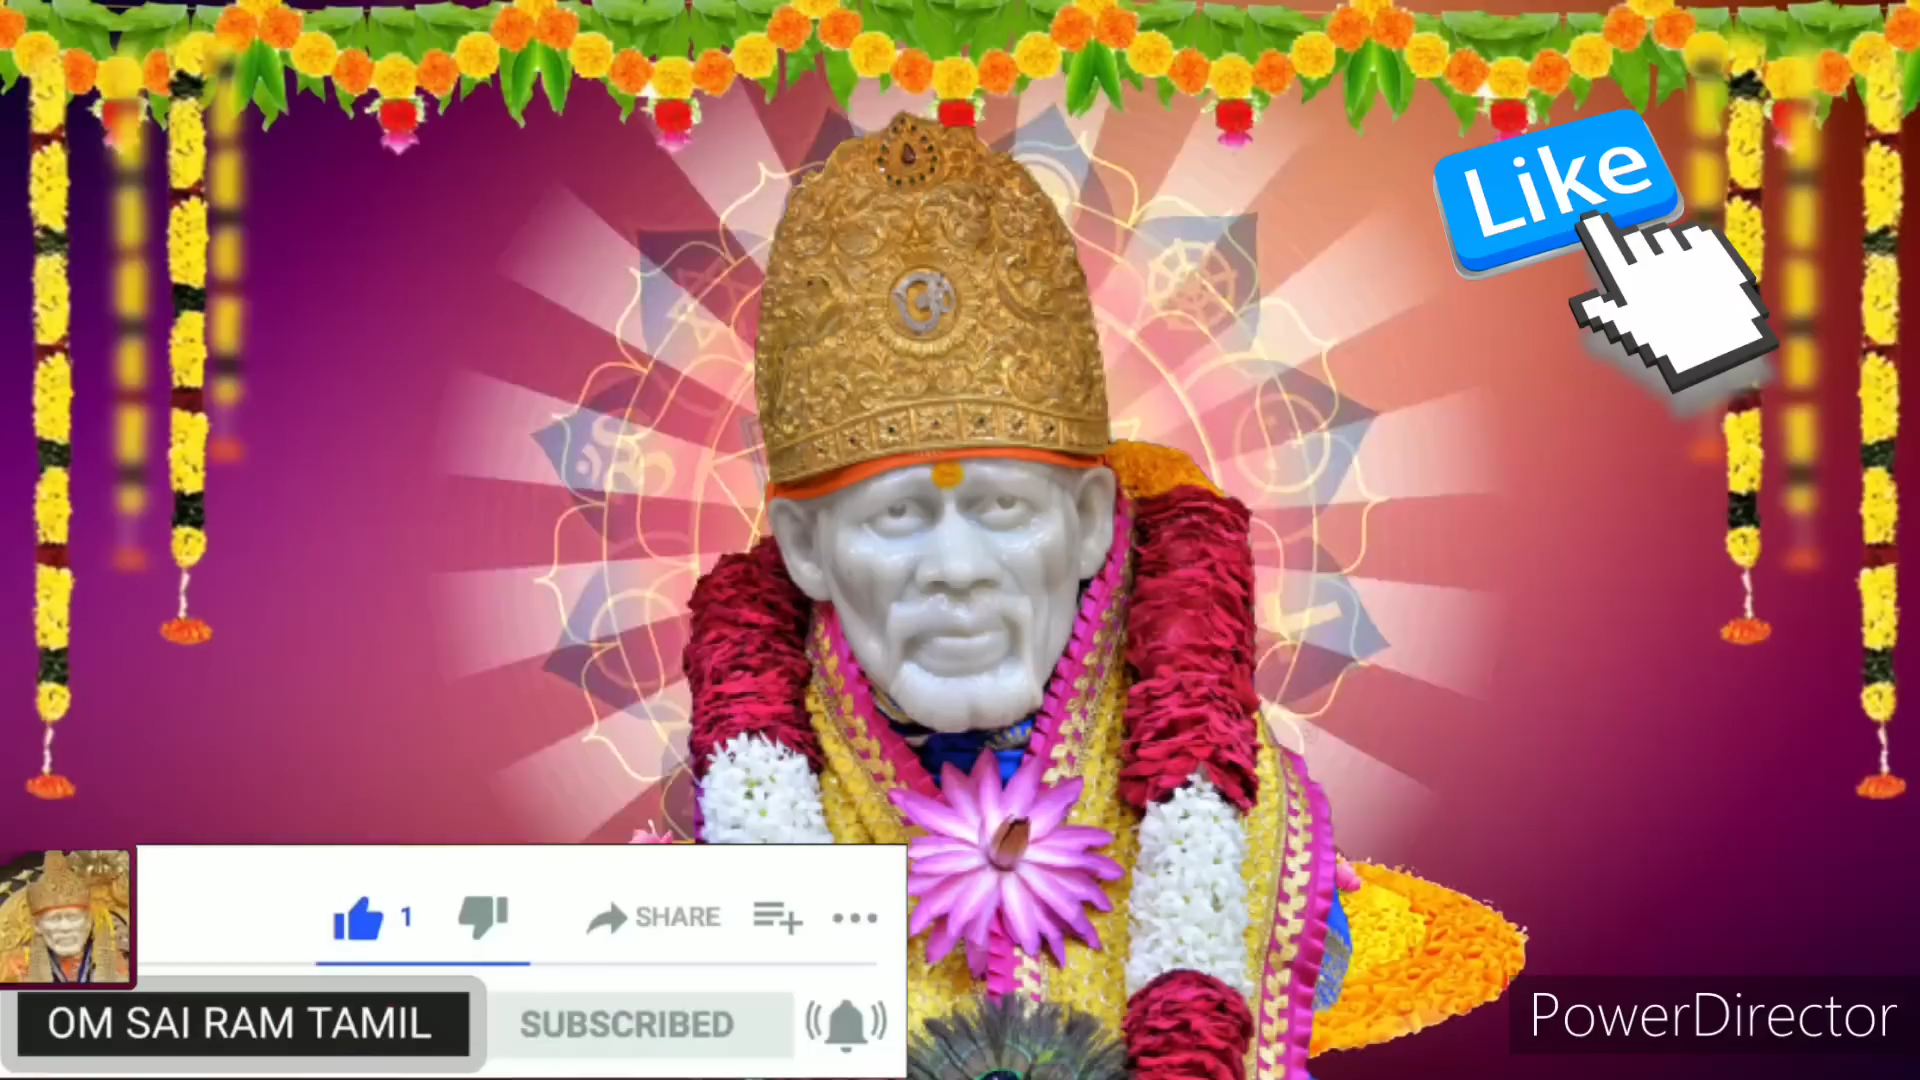 Like
1
SHARE
OM SAI RAM TAMIL
SUBSCRIBED
PowerDirector
ॐ
ॐ